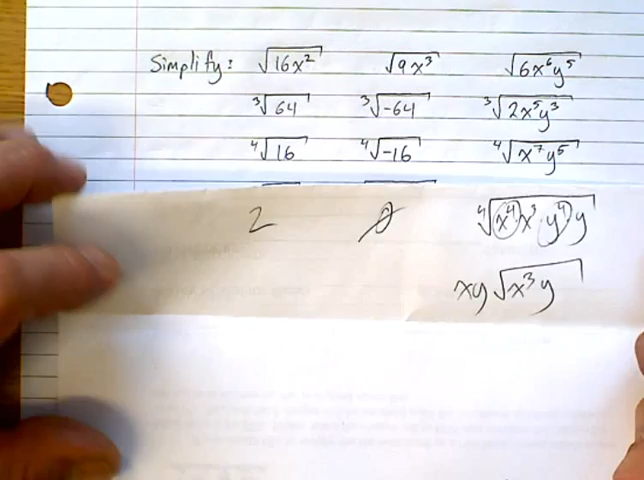 Simplify: √16x² √9x³ √6x⁶y⁵
³√64 ³√-64 ³√2x⁵y³
⁴√16 ⁴√-16 ⁴√x⁷y⁵
2 ∅ ⁴√x⁴x³y⁴y
xy√x³y